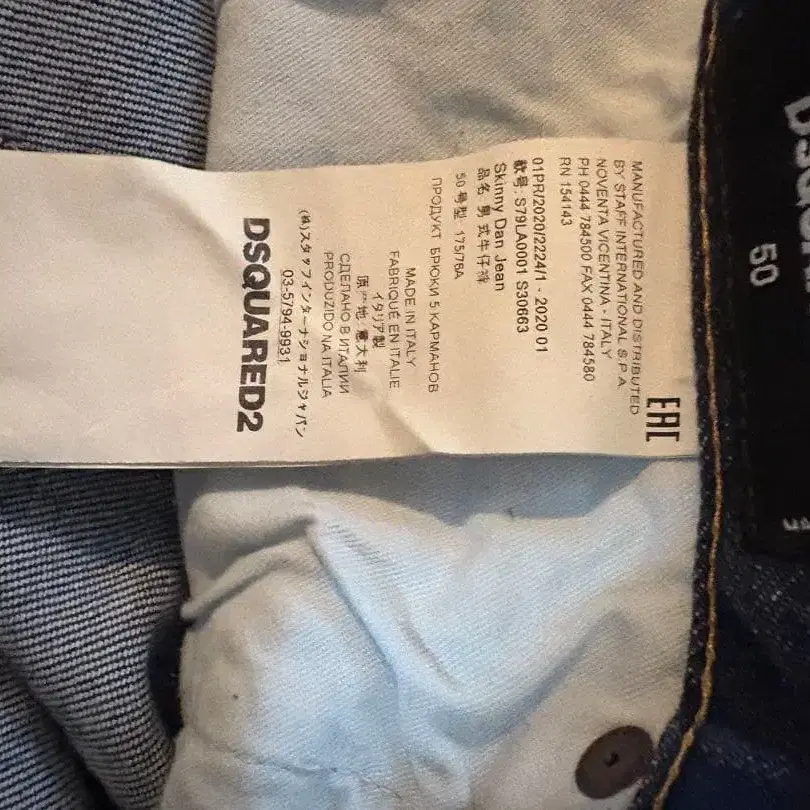 EAC
MANUFACTURED AND DISTRIBUTED
BY STAFF INTERNATIONAL S.P.A.
NOVENTA VICENTINA - ITALY
PH 0444 784500 FAX 0444 784580
RN 154143
01PR/2020/2224/1 - 2020 01
款号: S79LA0001 S30663
Skinny Dan Jean
品名 男式牛仔裤
50 号型 175/76A
ПРОДУКТ БРЮКИ 5 КАРМАНОВ
MADE IN ITALY
FABRIQUÉ EN ITALIE
イタリア製
原产地 意大利
СДЕЛАНО В ИТАЛИИ
PRODUZIDO NA ITALIA
(株)スタッフインターナショナルジャパン
03-5794-9931
DSQUARED2
50